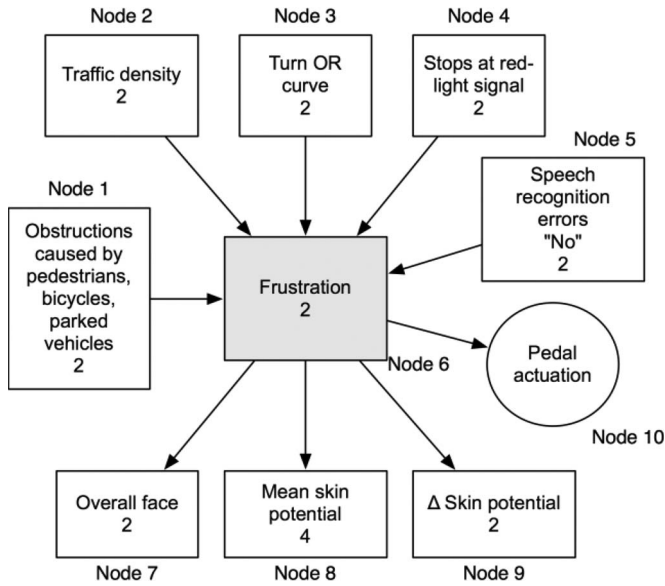 Node 2
Node 3
Node 4
Traffic density
2
Turn OR
curve
2
Stops at red-
light signal
2
Node 5
Speech
recognition
errors
"No"
2
Node 1
Obstructions
caused by
pedestrians,
bicycles,
parked
vehicles
2
Frustration
2
Node 6
Pedal
actuation
Node 10
Overall face
2
Mean skin
potential
4
Δ Skin potential
2
Node 7
Node 8
Node 9